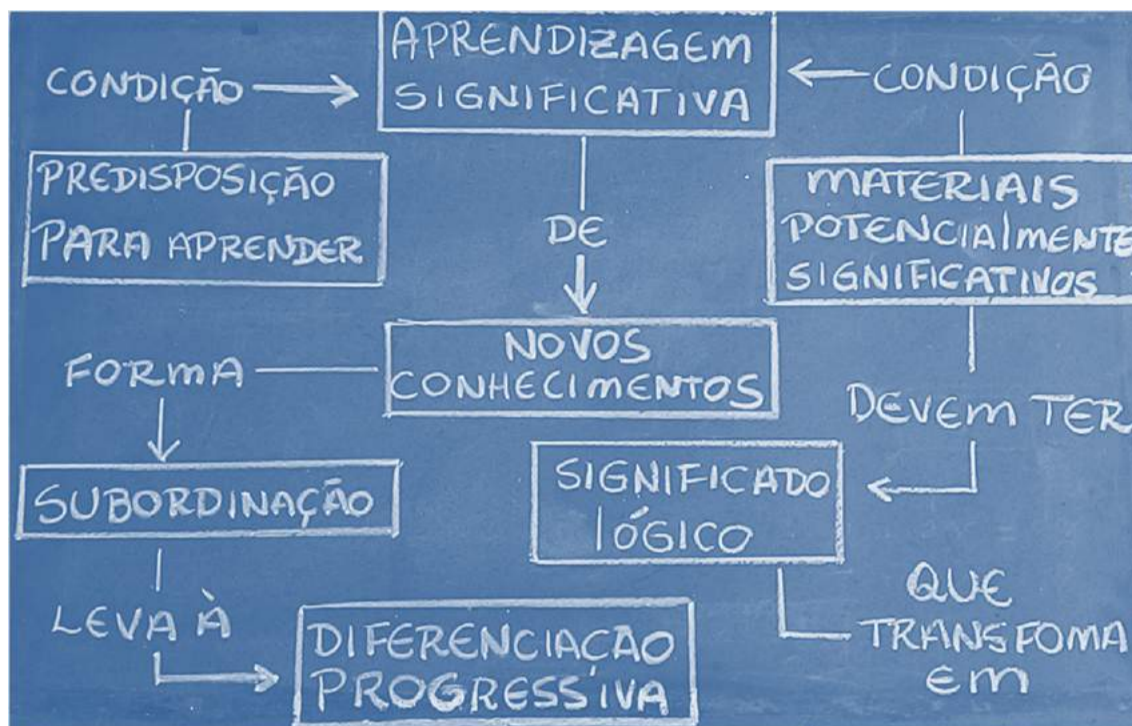 APRENDIZAGEM
SIGNIFICATIVA
CONDIÇÃO
CONDIÇÃO
PREDISPOSIÇÃO
PARA APRENDER
DE
MATERIAIS
POTENCIALMENTE
SIGNIFICATIVOS
NOVOS
CONHECIMENTOS
FORMA
DEVEM TER
SUBORDINAÇÃO
SIGNIFICADO
LÓGICO
LEVA À
DIFERENCIAÇÃO
PROGRESSIVA
QUE
TRANSFOMA
EM